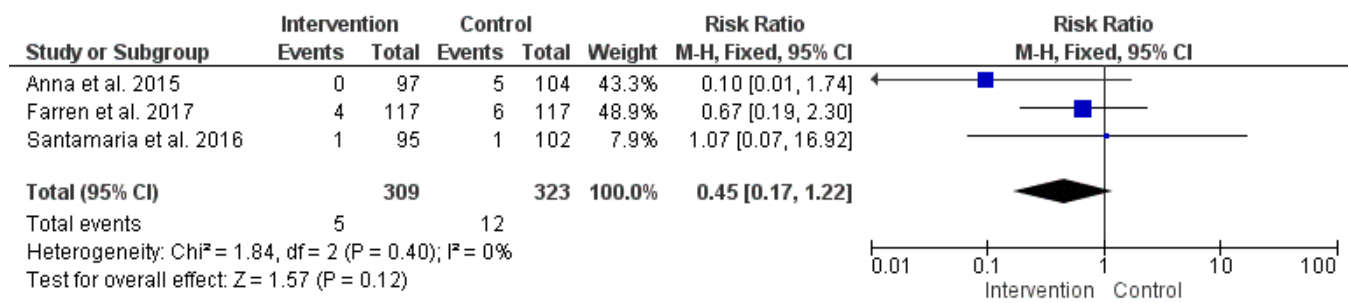 Intervention Control Risk Ratio Risk Ratio
Study or Subgroup Events Total Events Total Weight M-H, Fixed, 95% CI M-H, Fixed, 95% CI
Anna et al. 2015 0 97 5 104 43.3% 0.10 [0.01, 1.74]
Farren et al. 2017 4 117 6 117 48.9% 0.67 [0.19, 2.30]
Santamaria et al. 2016 1 95 1 102 7.9% 1.07 [0.07, 16.92]
Total (95% CI) 309 323 100.0% 0.45 [0.17, 1.22]
Total events 5 12
Heterogeneity: Chi² = 1.84, df = 2 (P = 0.40); I² = 0%
Test for overall effect: Z = 1.57 (P = 0.12)
0.01 0.1 1 10 100
Intervention Control